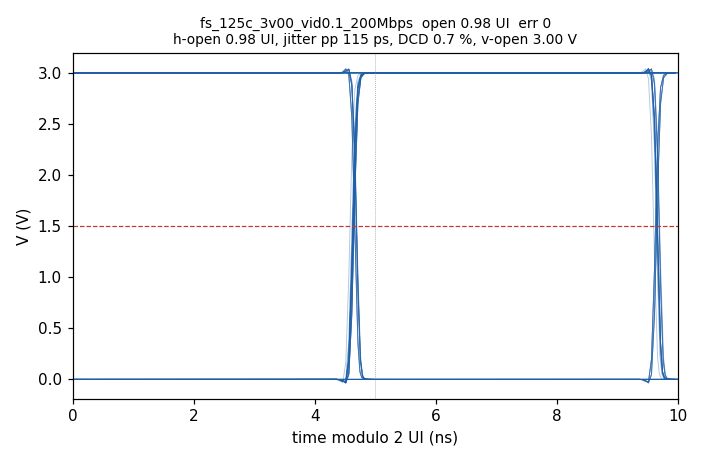 fs_125c_3v00_vid0.1_200Mbps  open 0.98 UI  err 0
h-open 0.98 UI, jitter pp 115 ps, DCD 0.7 %, v-open 3.00 V
V (V)
3.0
2.5
2.0
1.5
1.0
0.5
0.0
0 2 4 6 8 10
time modulo 2 UI (ns)